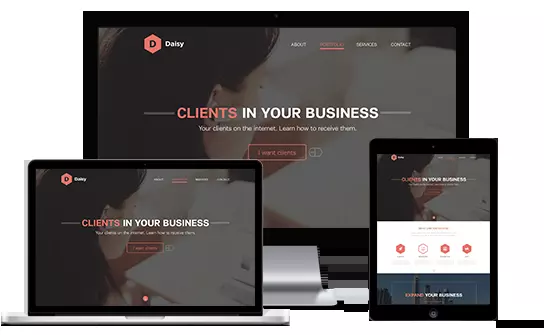 Daisy
ABOUT PORTFOLIO SERVICES CONTACT
CLIENTS IN YOUR BUSINESS
Your clients on the internet. Learn how to receive them.
I want clients
Daisy
ABOUT PORTFOLIO SERVICES CONTACT
CLIENTS IN YOUR BUSINESS
Your clients on the internet. Learn how to receive them.
I want clients
Daisy
CLIENTS IN YOUR BUSINESS
EXPAND YOUR BUSINESS